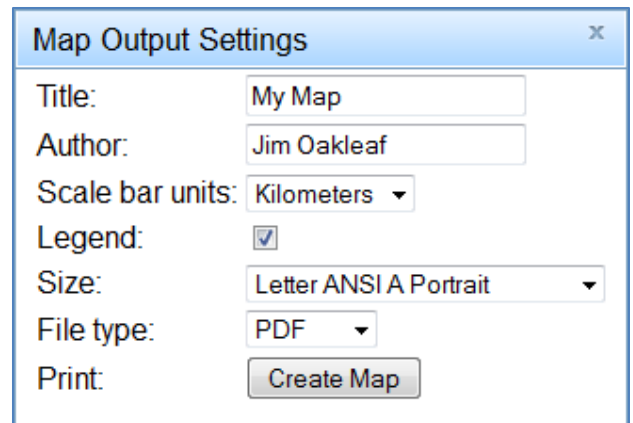 Map Output Settings x
Title: My Map
Author: Jim Oakleaf
Scale bar units: Kilometers
Legend:
Size: Letter ANSI A Portrait
File type: PDF
Print: Create Map